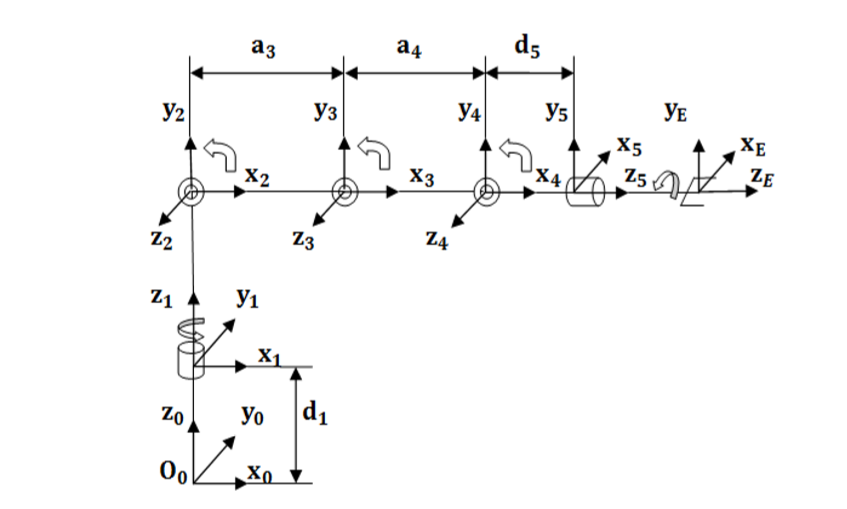 a₃ a₄ d₅
y₂ y₃ y₄ y₅ yE
x₂ x₃ x₄ x₅ z₅ xE zE
z₂ z₃ z₄
z₁ y₁
x₁
z₀ y₀ d₁
O₀ x₀